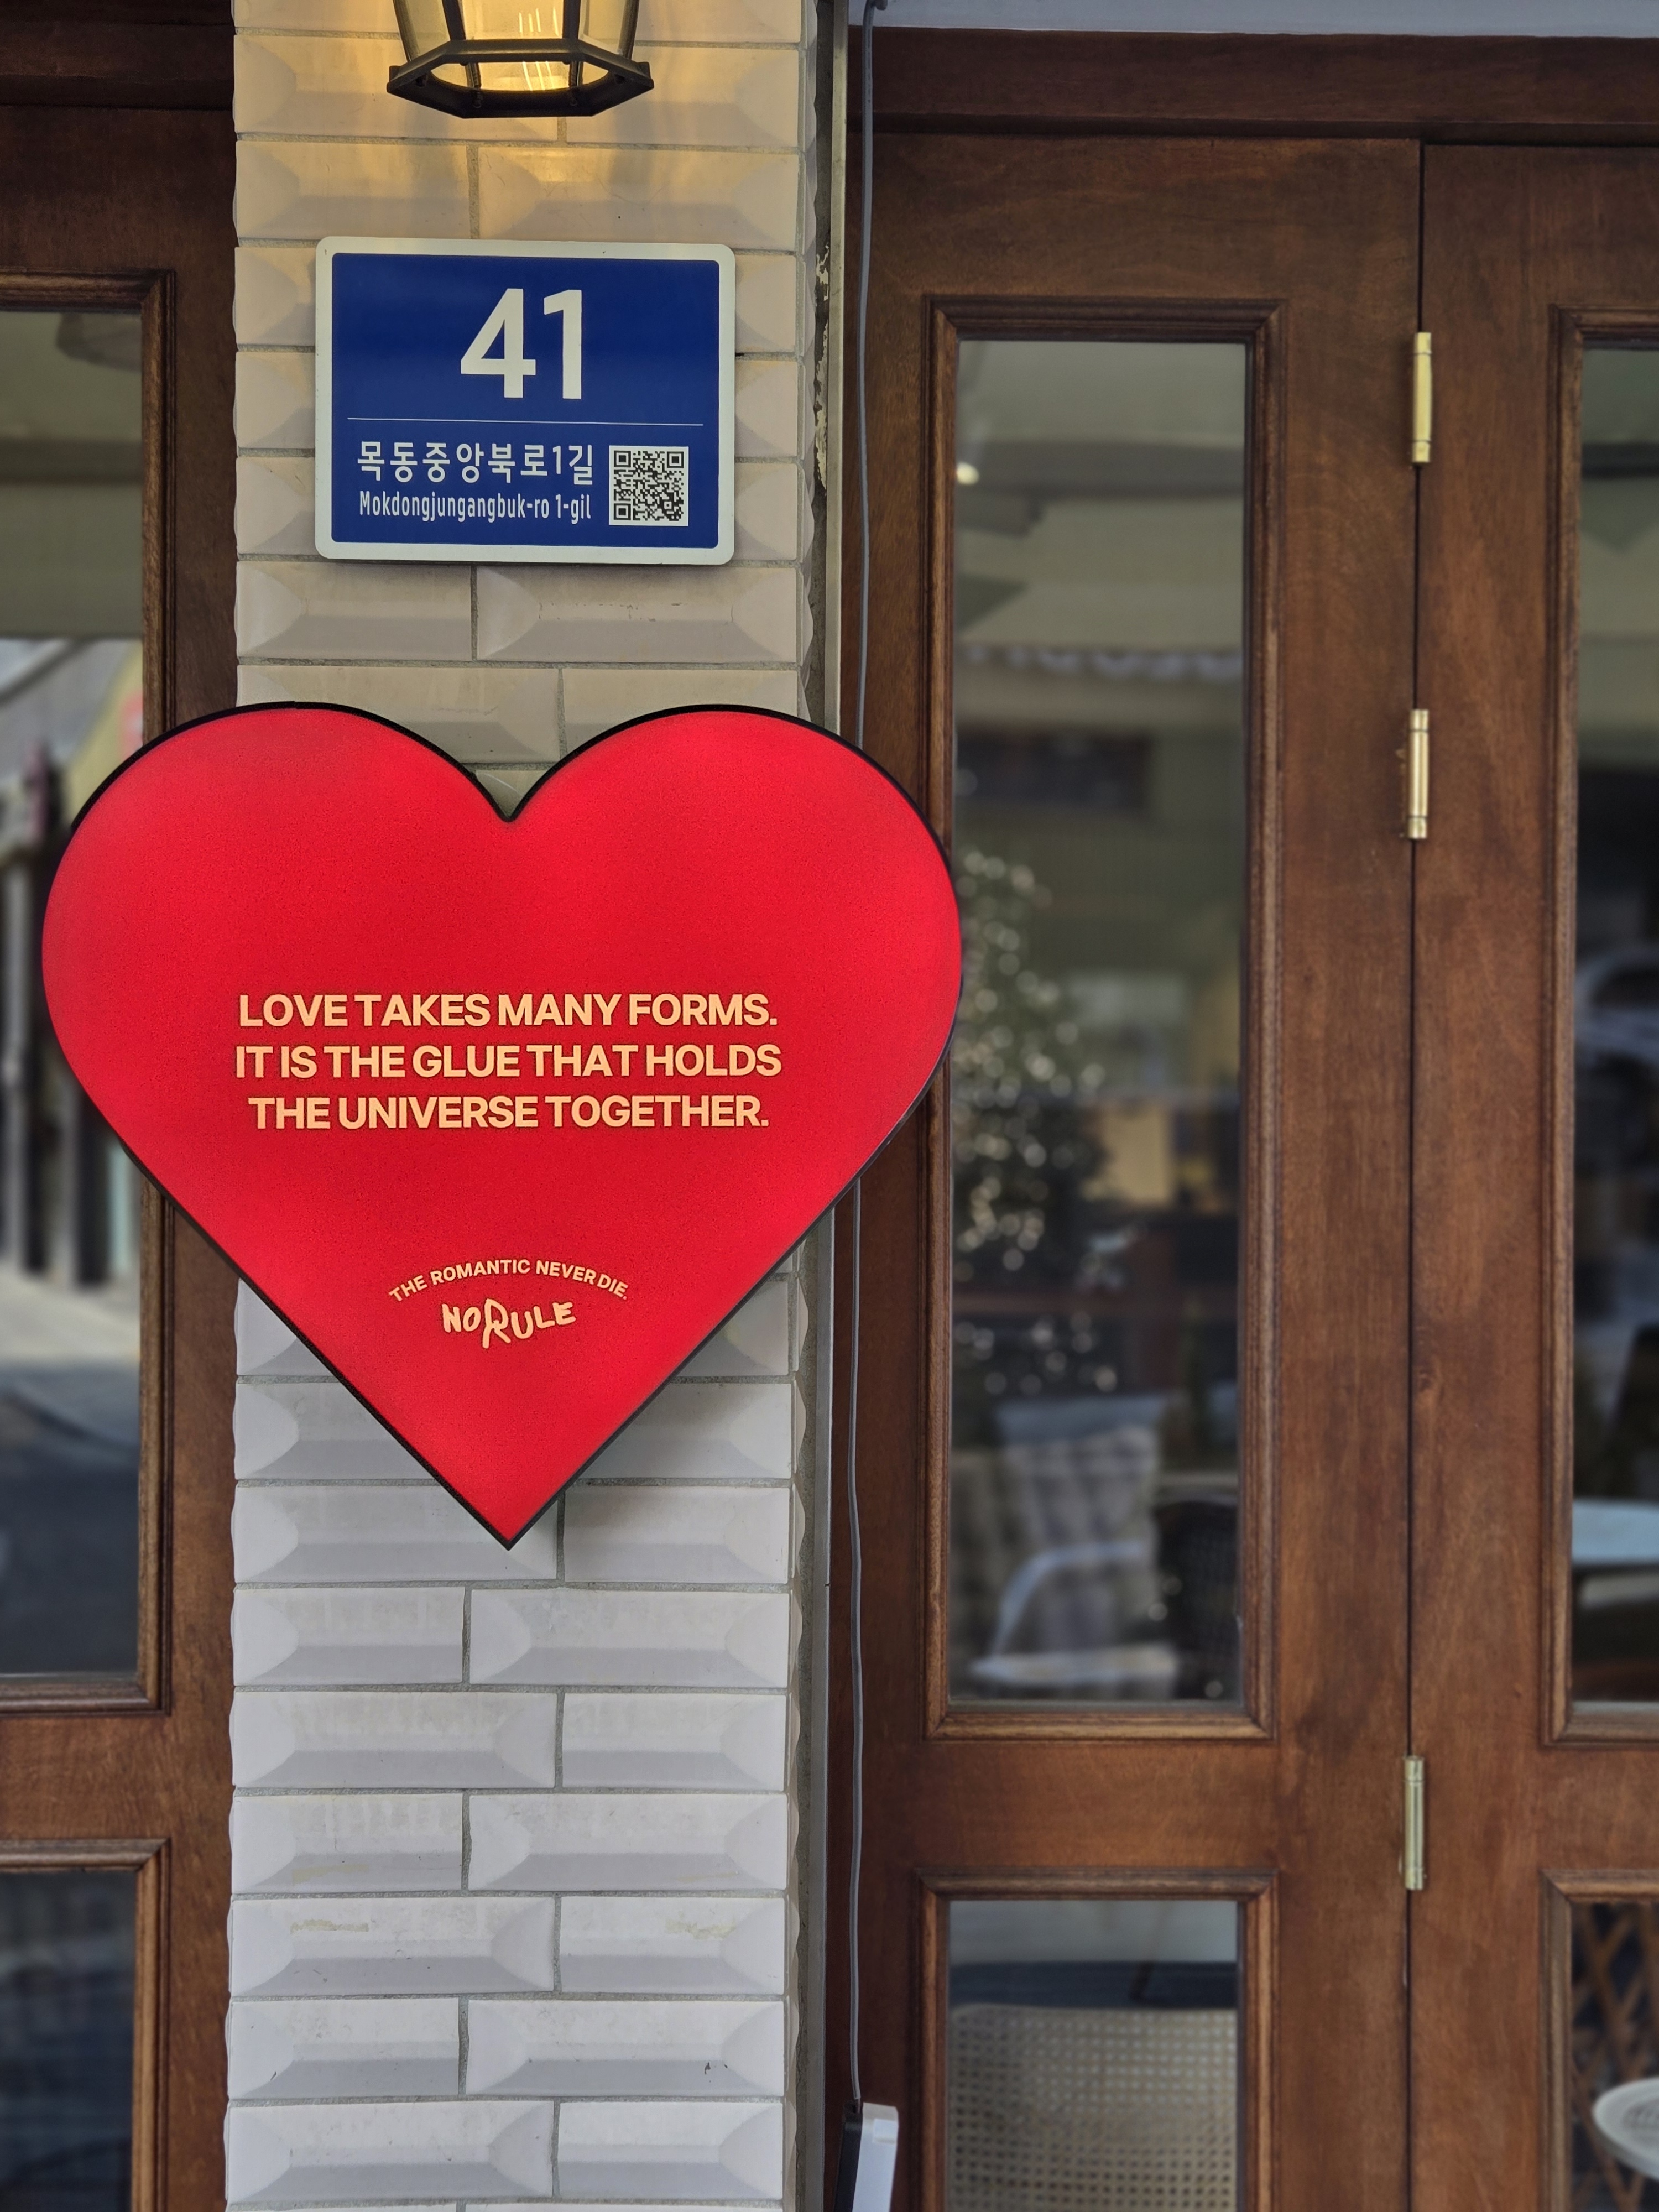 41
목동중앙북로1길
Mokdongjungangbuk-ro 1-gil
LOVE TAKES MANY FORMS.
IT IS THE GLUE THAT HOLDS
THE UNIVERSE TOGETHER.
THE ROMANTIC NEVER DIE.
NORULE